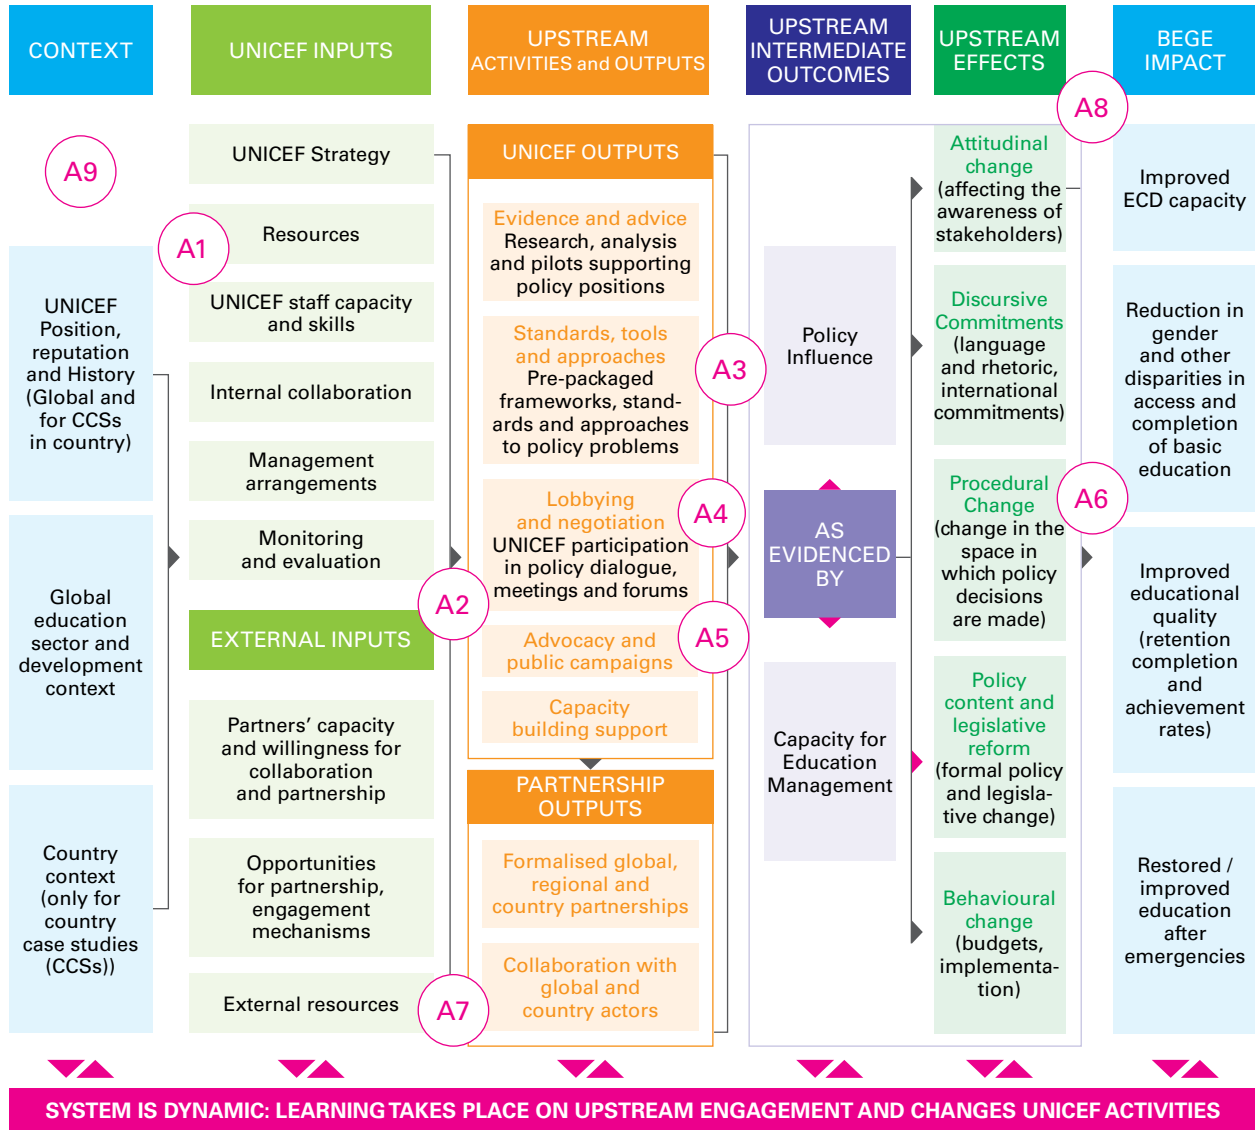 CONTEXT
UNICEF INPUTS
UPSTREAM
ACTIVITIES and OUTPUTS
UPSTREAM
INTERMEDIATE
OUTCOMES
UPSTREAM
EFFECTS
BEGE
IMPACT
A9
UNICEF
Position,
reputation
and History
(Global and
for CCSs
in country)
Global
education
sector and
development
context
Country
context
(only for
country
case studies
(CCSs))
A1
UNICEF Strategy
Resources
UNICEF staff capacity
and skills
Internal collaboration
Management
arrangements
Monitoring
and evaluation
EXTERNAL INPUTS
Partners’ capacity
and willingness for
collaboration
and partnership
Opportunities
for partnership,
engagement
mechanisms
External resources
A2
A7
UNICEF OUTPUTS
Evidence and advice
Research, analysis
and pilots supporting
policy positions
Standards, tools
and approaches
Pre-packaged
frameworks, stand-
ards and approaches
to policy problems
Lobbying
and negotiation
UNICEF participation
in policy dialogue,
meetings and forums
Advocacy and
public campaigns
Capacity
building support
PARTNERSHIP
OUTPUTS
Formalised global,
regional and
country partnerships
Collaboration with
global and
country actors
A3
A4
A5
Policy
Influence
AS
EVIDENCED
BY
Capacity for
Education
Management
Attitudinal
change
(affecting the
awareness of
stakeholders)
Discursive
Commitments
(language
and rhetoric,
international
commitments)
Procedural
Change
(change in the
space in
which policy
decisions
are made)
Policy
content and
legislative
reform
(formal policy
and legisla-
tive change)
Behavioural
change
(budgets,
implementa-
tion)
A8
A6
Improved
ECD capacity
Reduction in
gender
and other
disparities in
access and
completion
of basic
education
Improved
educational
quality
(retention
completion
and
achievement
rates)
Restored /
improved
education
after
emergencies
SYSTEM IS DYNAMIC: LEARNING TAKES PLACE ON UPSTREAM ENGAGEMENT AND CHANGES UNICEF ACTIVITIES